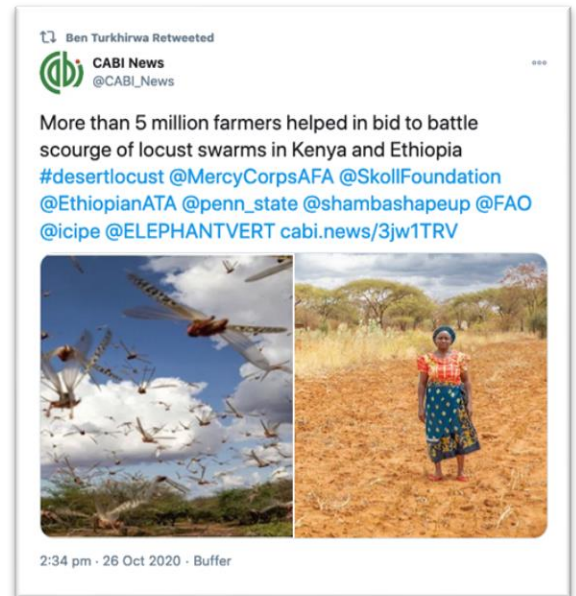 Ben Turkhirwa Retweeted
cabi
CABI News
@CABI_News
More than 5 million farmers helped in bid to battle
scourge of locust swarms in Kenya and Ethiopia
#desertlocust @MercyCorpsAFA @SkollFoundation
@EthiopianATA @penn_state @shambashapeup @FAO
@icipe @ELEPHANTVERT cabi.news/3jw1TRV
2:34 pm · 26 Oct 2020 · Buffer